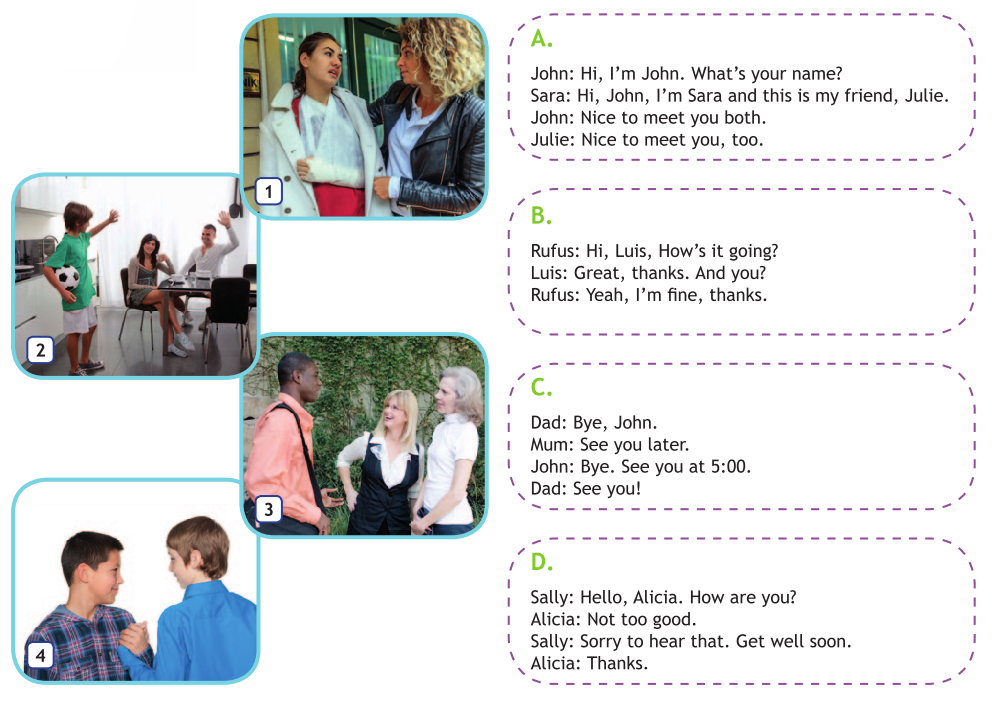 A.
John: Hi, I'm John. What's your name?
Sara: Hi, John, I'm Sara and this is my friend, Julie.
John: Nice to meet you both.
Julie: Nice to meet you, too.
1
B.
Rufus: Hi, Luis, How's it going?
Luis: Great, thanks. And you?
Rufus: Yeah, I'm fine, thanks.
2
C.
Dad: Bye, John.
Mum: See you later.
John: Bye. See you at 5:00.
Dad: See you!
3
D.
Sally: Hello, Alicia. How are you?
Alicia: Not too good.
Sally: Sorry to hear that. Get well soon.
Alicia: Thanks.
4